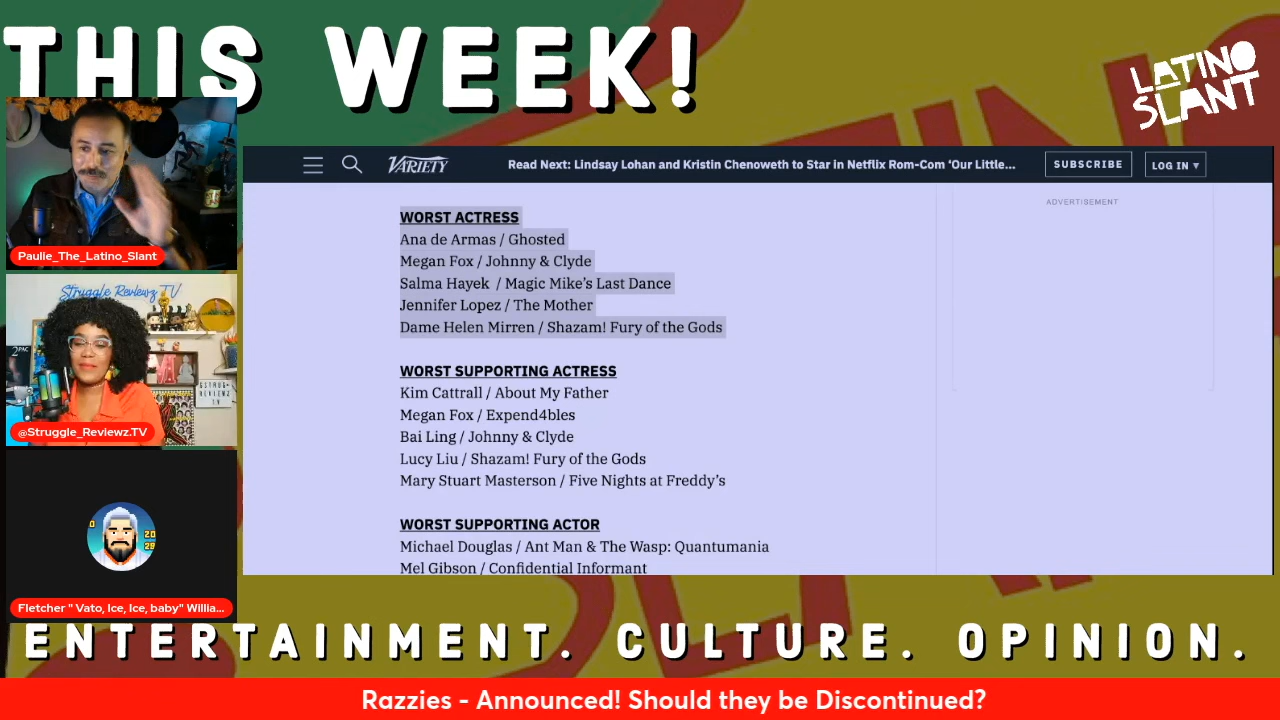 THIS WEEK!
LATINO
SLANT
VARIETY
Read Next: Lindsay Lohan and Kristin Chenoweth to Star in Netflix Rom-Com ‘Our Little...
SUBSCRIBE
LOG IN ▾
ADVERTISEMENT
WORST ACTRESS
Ana de Armas / Ghosted
Megan Fox / Johnny & Clyde
Salma Hayek / Magic Mike’s Last Dance
Jennifer Lopez / The Mother
Dame Helen Mirren / Shazam! Fury of the Gods
WORST SUPPORTING ACTRESS
Kim Cattrall / About My Father
Megan Fox / Expend4bles
Bai Ling / Johnny & Clyde
Lucy Liu / Shazam! Fury of the Gods
Mary Stuart Masterson / Five Nights at Freddy’s
WORST SUPPORTING ACTOR
Michael Douglas / Ant Man & The Wasp: Quantumania
Mel Gibson / Confidential Informant
Paulie_The_Latino_Slant
Struggle Reviewz TV
2PAC
@Struggle_Reviewz.TV
20
Fletcher " Vato, Ice, Ice, baby" Willia...
ENTERTAINMENT. CULTURE. OPINION.
Razzies - Announced! Should they be Discontinued?